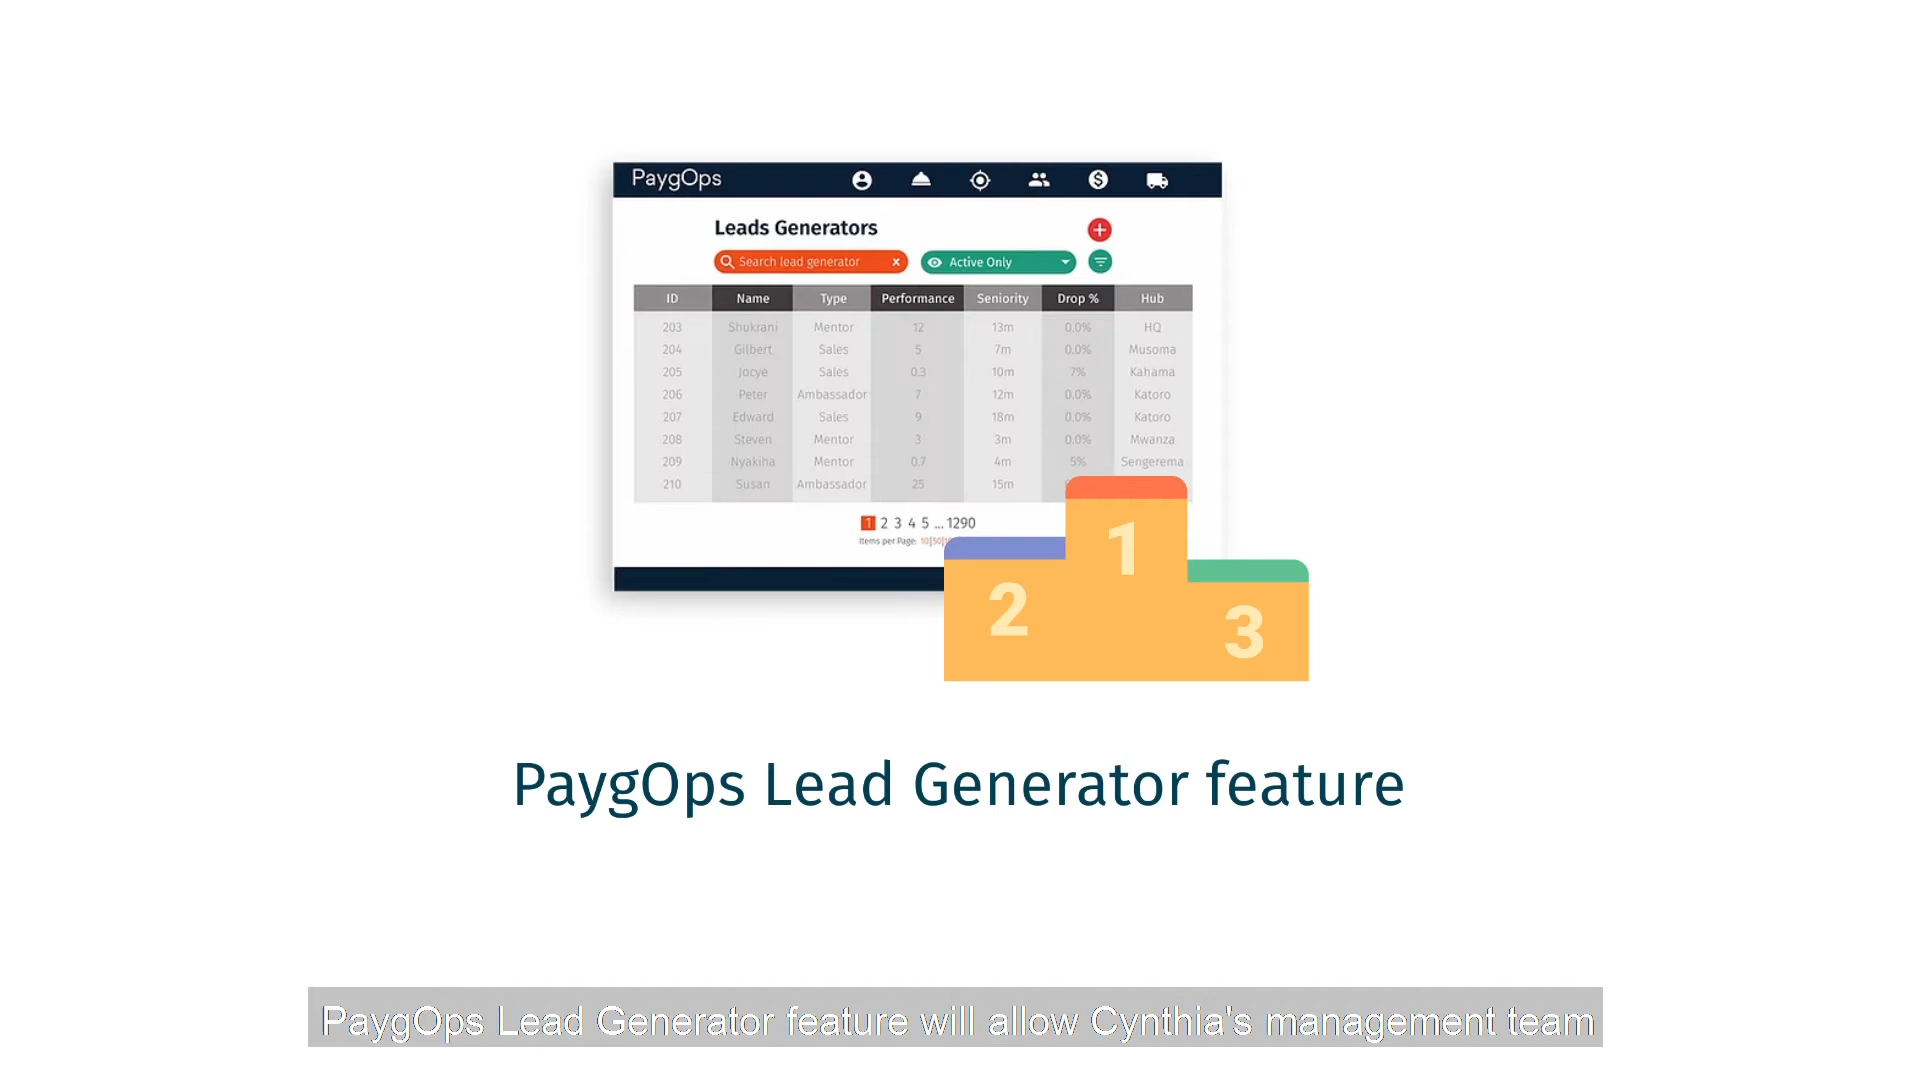 PaygOps
Leads Generators
Search lead generator x Active Only
ID Name Type Performance Seniority Drop % Hub
203 Shukrani Mentor 12 13m 0.0% HQ
204 Gilbert Sales 5 7m 0.0% Musoma
205 Jocye Sales 0.3 10m 7% Kahama
206 Peter Ambassador 7 12m 0.0% Katoro
207 Edward Sales 9 18m 0.0% Katoro
208 Steven Mentor 3 3m 0.0% Mwanza
209 Nyakiha Mentor 0.7 4m 5% Sengerema
210 Susan Ambassador 25 15m
1 2 3 4 5 ... 1290
Items per Page: 10|50|
1
2
3
PaygOps Lead Generator feature
PaygOps Lead Generator feature will allow Cynthia's management team